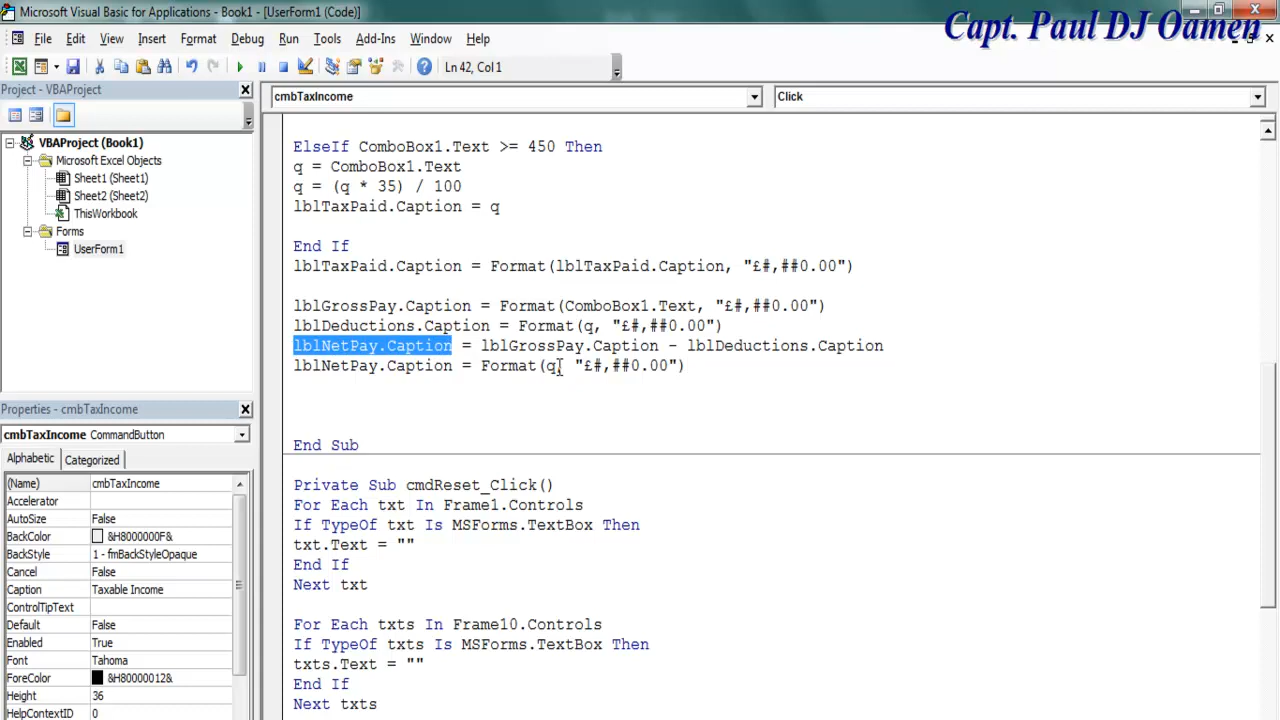 Microsoft Visual Basic for Applications - Book1 - [UserForm1 (Code)]
Capt. Paul DJ Oamen
File Edit View Insert Format Debug Run Tools Add-Ins Window Help
Ln 42, Col 1
Project - VBAProject
cmbTaxIncome Click
VBAProject (Book1)
Microsoft Excel Objects
Sheet1 (Sheet1)
Sheet2 (Sheet2)
ThisWorkbook
Forms
UserForm1
ElseIf ComboBox1.Text >= 450 Then
q = ComboBox1.Text
q = (q * 35) / 100
lblTaxPaid.Caption = q
End If
lblTaxPaid.Caption = Format(lblTaxPaid.Caption, "£#,##0.00")
lblGrossPay.Caption = Format(ComboBox1.Text, "£#,##0.00")
lblDeductions.Caption = Format(q, "£#,##0.00")
lblNetPay.Caption = lblGrossPay.Caption - lblDeductions.Caption
lblNetPay.Caption = Format(q, "£#,##0.00")
End Sub
Private Sub cmdReset_Click()
For Each txt In Frame1.Controls
If TypeOf txt Is MSForms.TextBox Then
txt.Text = ""
End If
Next txt
For Each txts In Frame10.Controls
If TypeOf txts Is MSForms.TextBox Then
txts.Text = ""
End If
Next txts
Properties - cmbTaxIncome
cmbTaxIncome CommandButton
Alphabetic Categorized
(Name) cmbTaxIncome
Accelerator
AutoSize False
BackColor &H8000000F&
BackStyle 1 - fmBackStyleOpaque
Cancel False
Caption Taxable Income
ControlTipText
Default False
Enabled True
Font Tahoma
ForeColor &H80000012&
Height 36
HelpContextID 0